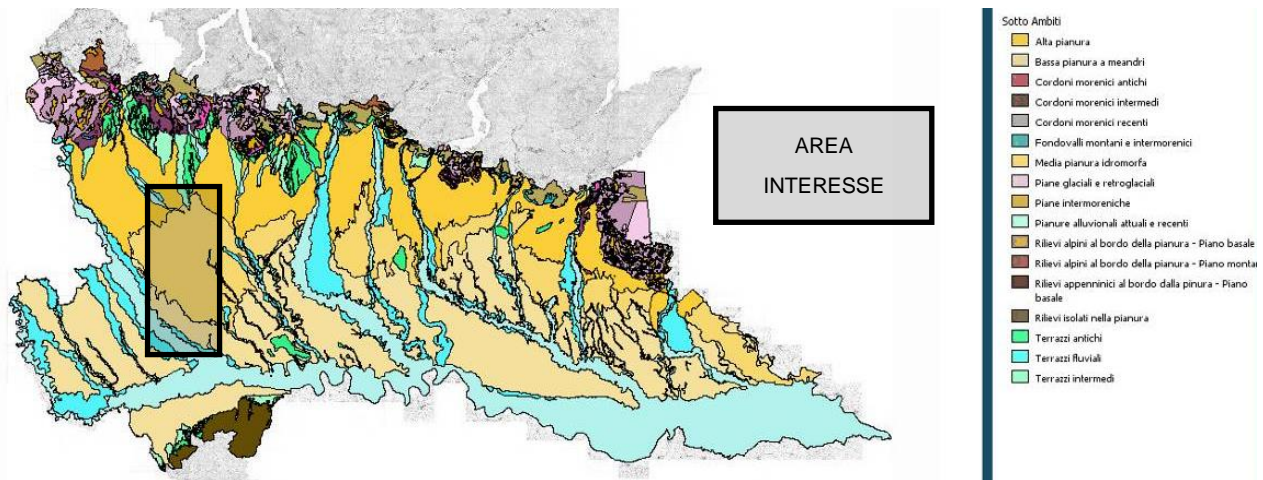 AREA
INTERESSE
Sotto Ambiti
Alta pianura
Bassa pianura a meandri
Cordoni morenici antichi
Cordoni morenici intermedi
Cordoni morenici recenti
Fondovalli montani e intermorenici
Media pianura idromorfa
Piane glaciali e retroglaciali
Piane intermoreniche
Pianure alluvionali attuali e recenti
Rilievi alpini al bordo della pianura - Piano basale
Rilievi alpini al bordo della pianura - Piano montai
Rilievi appenninici al bordo dalla pinura - Piano
basale
Rilievi isolati nella pianura
Terrazzi antichi
Terrazzi fluviali
Terrazzi intermedi